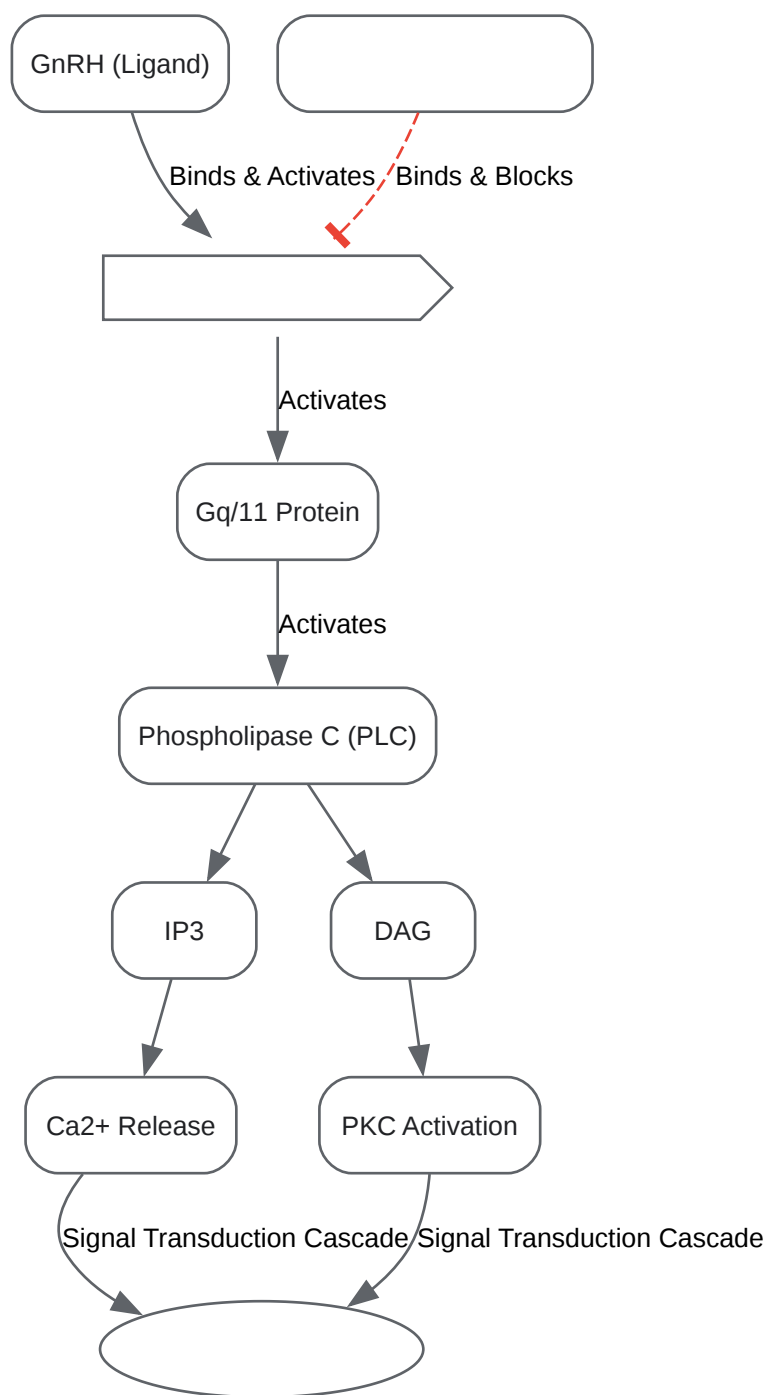 GnRH (Ligand)
Binds & Activates
Binds & Blocks
Activates
Gq/11 Protein
Activates
Phospholipase C (PLC)
IP3
DAG
Ca2+ Release
PKC Activation
Signal Transduction Cascade
Signal Transduction Cascade